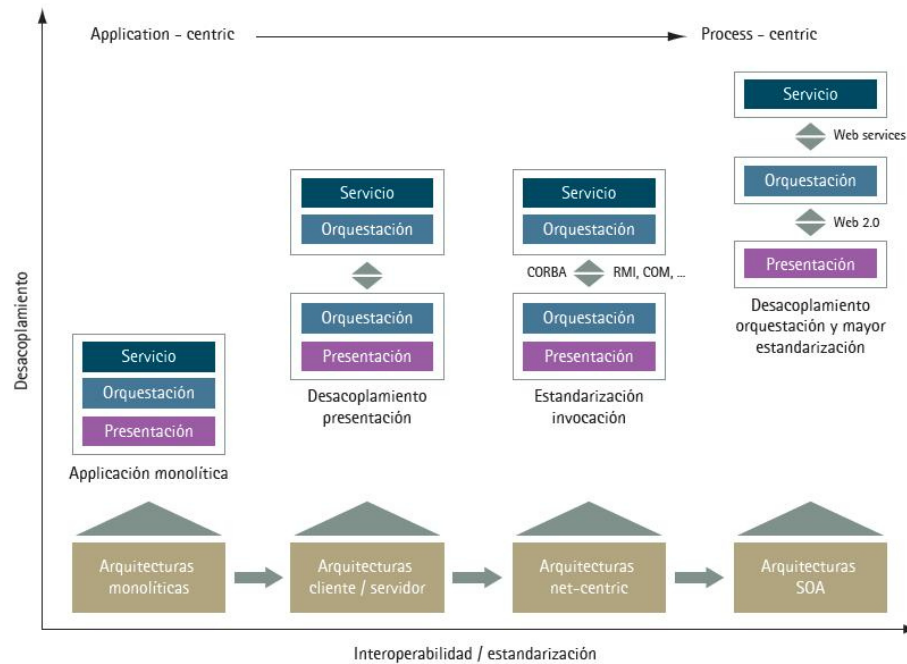 Application - centric
Process - centric
Desacoplamiento
Servicio
Orquestación
Presentación
Applicación monolítica
Servicio
Orquestación
Orquestación
Presentación
Desacoplamiento
presentación
Servicio
Orquestación
CORBA
RMI, COM, ...
Orquestación
Presentación
Estandarización
invocación
Servicio
Web services
Orquestación
Web 2.0
Presentación
Desacoplamiento
orquestación y mayor
estandarización
Arquitecturas
monolíticas
Arquitecturas
cliente / servidor
Arquitecturas
net-centric
Arquitecturas
SOA
Interoperabilidad / estandarización